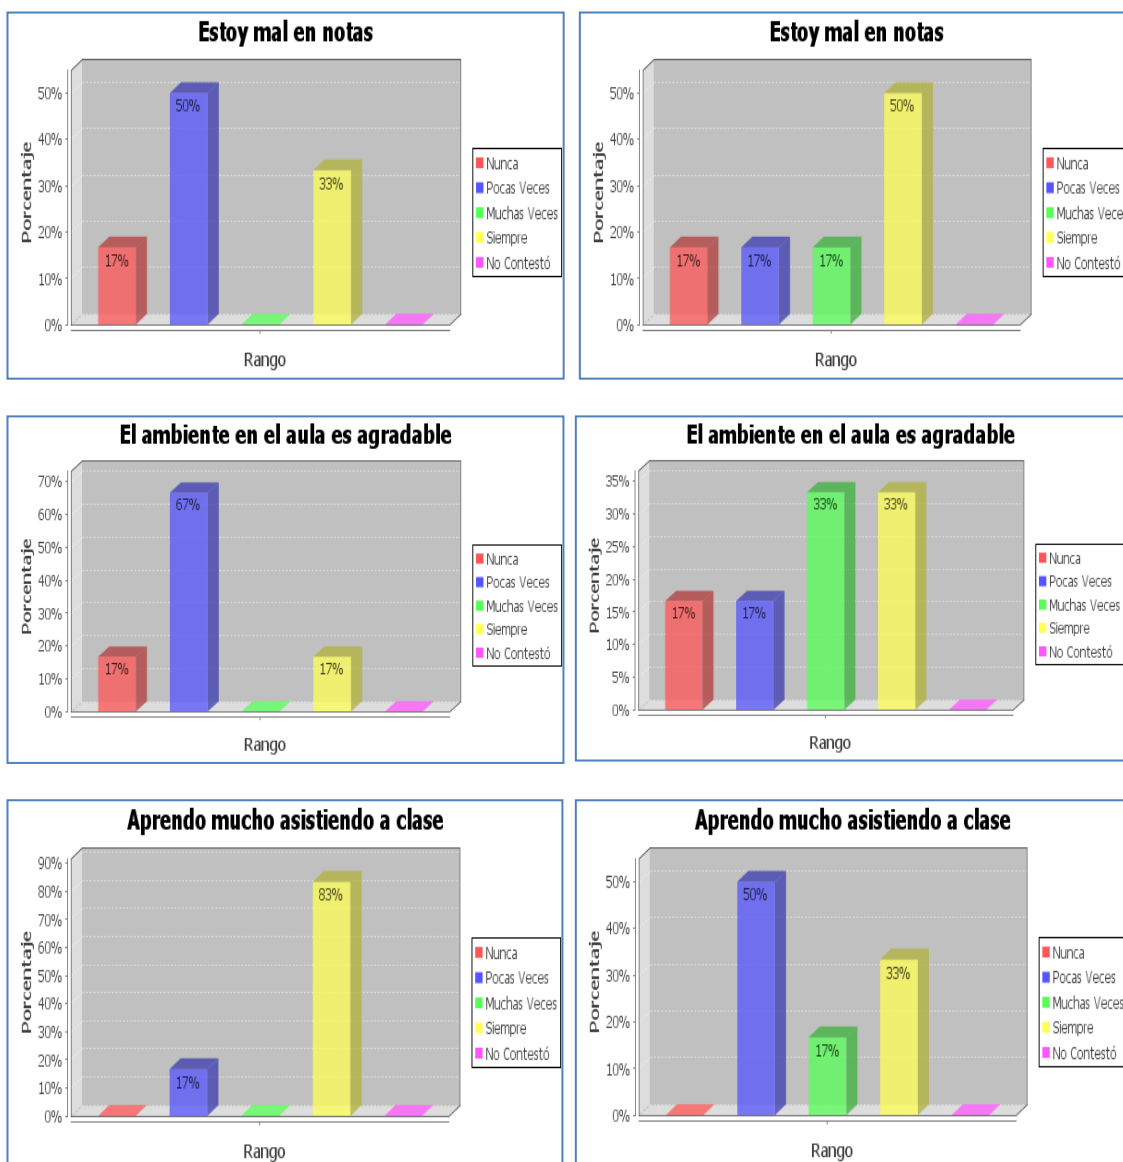 Estoy mal en notas
50%
40%
30%
20%
10%
0%
Porcentaje
17%
50%
33%
Rango
Nunca
Pocas Veces
Muchas Veces
Siempre
No Contestó
Estoy mal en notas
50%
40%
30%
20%
10%
0%
Porcentaje
17%
17%
17%
50%
Rango
Nunca
Pocas Veces
Muchas Vece
Siempre
No Contestó
El ambiente en el aula es agradable
70%
60%
50%
40%
30%
20%
10%
0%
Porcentaje
17%
67%
17%
Rango
Nunca
Pocas Veces
Muchas Veces
Siempre
No Contestó
El ambiente en el aula es agradable
35%
30%
25%
20%
15%
10%
5%
0%
Porcentaje
17%
17%
33%
33%
Rango
Nunca
Pocas Veces
Muchas Veces
Siempre
No Contestó
Aprendo mucho asistiendo a clase
90%
80%
70%
60%
50%
40%
30%
20%
10%
0%
Porcentaje
17%
83%
Rango
Nunca
Pocas Veces
Muchas Veces
Siempre
No Contestó
Aprendo mucho asistiendo a clase
50%
40%
30%
20%
10%
0%
Porcentaje
50%
17%
33%
Rango
Nunca
Pocas Veces
Muchas Veces
Siempre
No Contestó